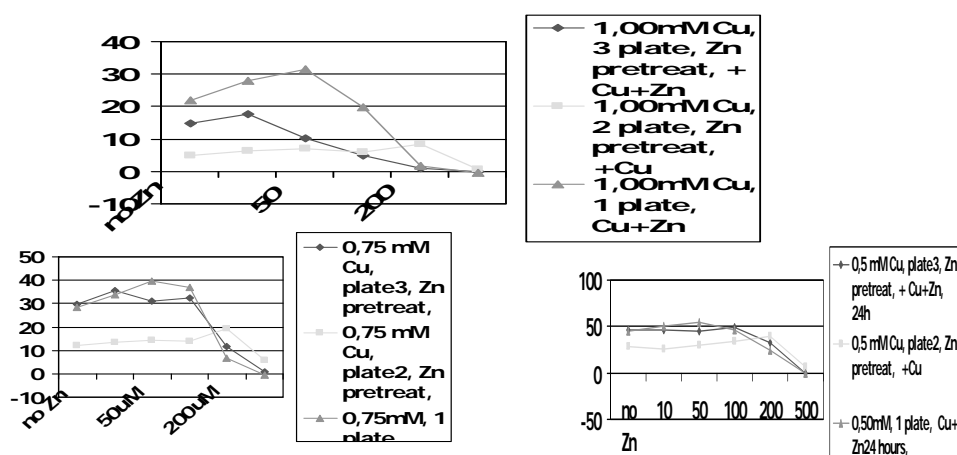 40
30
20
10
0
-10
no Zn
50
200
1,00mM Cu,
3 plate, Zn
pretreat, +
Cu+Zn
1,00mM Cu,
2 plate, Zn
pretreat,
+Cu
1,00mM Cu,
1 plate,
Cu+Zn
50
40
30
20
10
0
-10
no Zn
50uM
200uM
0,75 mM
Cu,
plate3, Zn
pretreat,
0,75 mM
Cu,
plate2, Zn
pretreat,
0,75mM, 1
plate
100
50
0
-50
no 10 50 100 200 500
Zn
0,5 mM Cu, plate3, Zn
pretreat, + Cu+Zn,
24h
0,5 mM Cu, plate2, Zn
pretreat, +Cu
0,50mM, 1 plate, Cu+
Zn24 hours,